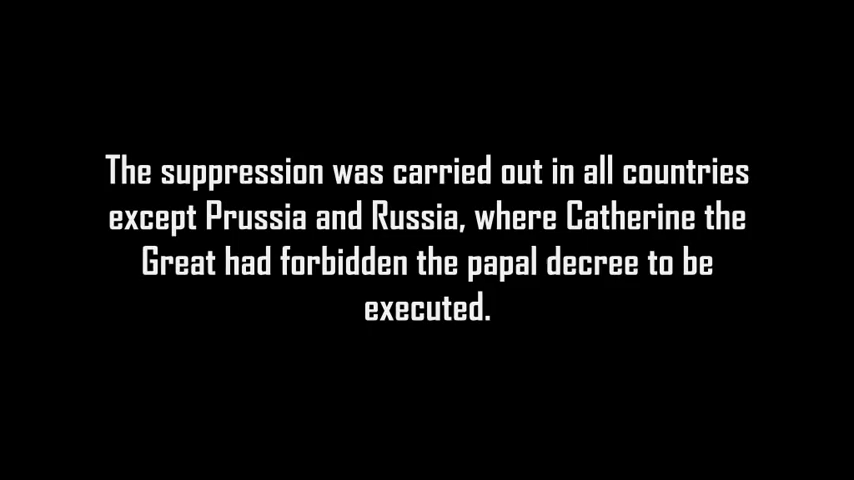 The suppression was carried out in all countries
except Prussia and Russia, where Catherine the
Great had forbidden the papal decree to be
executed.